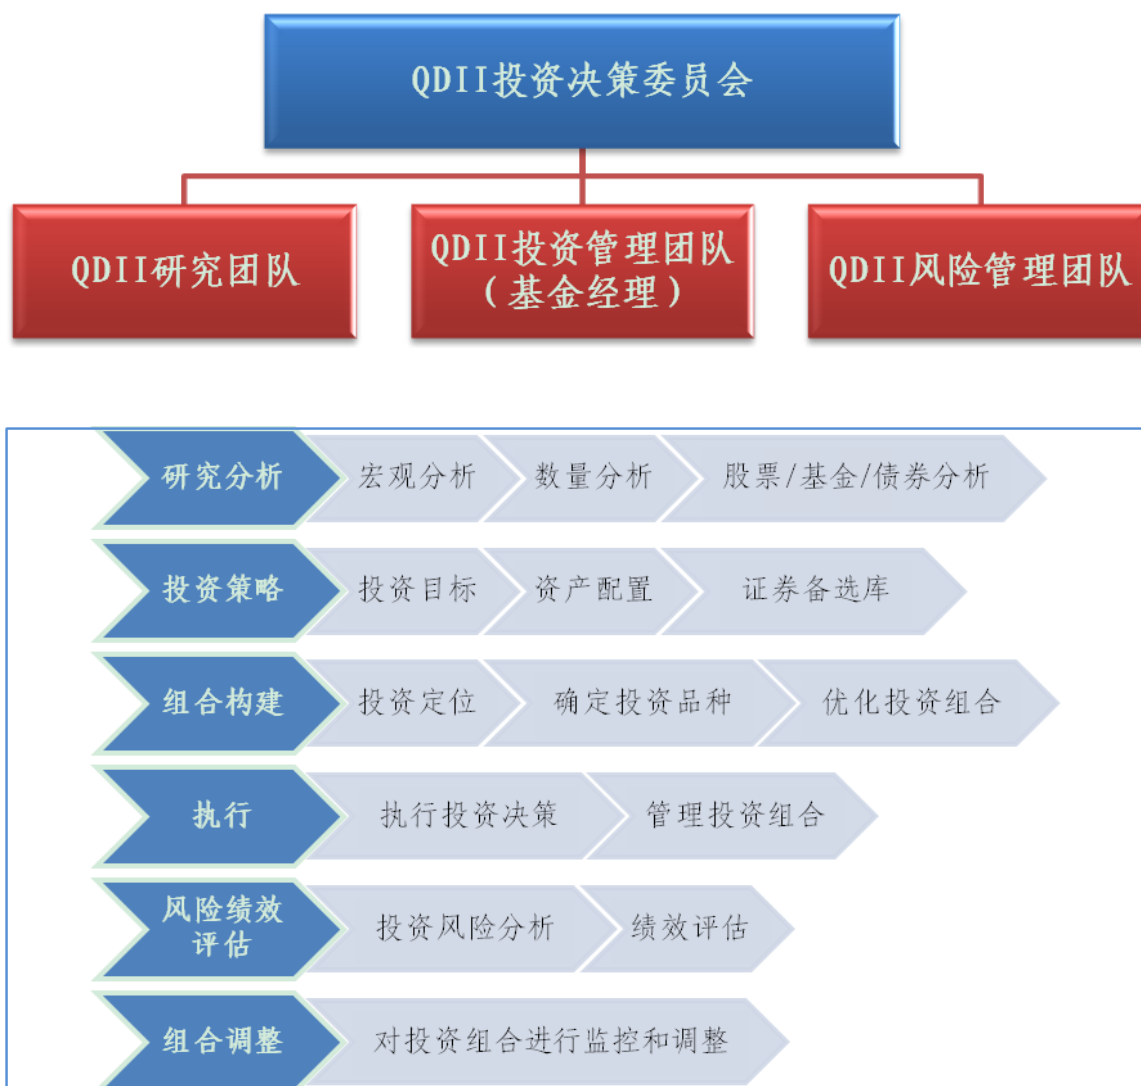 QDII投资决策委员会
QDII研究团队
QDII投资管理团队
（基金经理）
QDII风险管理团队
研究分析 宏观分析 数量分析 股票/基金/债券分析
投资策略 投资目标 资产配置 证券备选库
组合构建 投资定位 确定投资品种 优化投资组合
执行 执行投资决策 管理投资组合
风险绩效
评估 投资风险分析 绩效评估
组合调整 对投资组合进行监控和调整